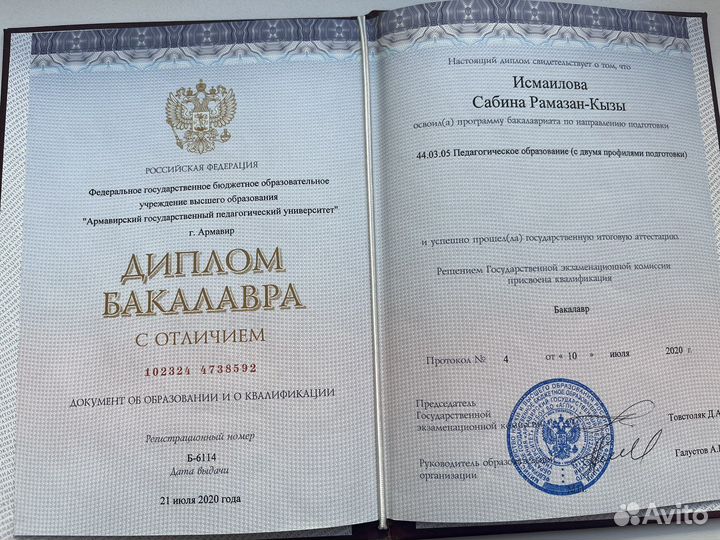 РОССИЙСКАЯ ФЕДЕРАЦИЯ
Федеральное государственное бюджетное образовательное
учреждение высшего образования
"Армавирский государственный педагогический университет"
г. Армавир
ДИПЛОМ
БАКАЛАВРА
С ОТЛИЧИЕМ
102324 4738592
ДОКУМЕНТ ОБ ОБРАЗОВАНИИ И О КВАЛИФИКАЦИИ
Регистрационный номер
Б-6114
Дата выдачи
21 июля 2020 года
Настоящий диплом свидетельствует о том, что
Исмаилова
Сабина Рамазан-Кызы
освоил(а) программу бакалавриата по направлению подготовки
44.03.05 Педагогическое образование (с двумя профилями подготовки)
и успешно прошел(ла) государственную итоговую аттестацию
Решением Государственной экзаменационной комиссии
присвоена квалификация
Бакалавр
Протокол № 4 от « 10 » июля 2020 г.
Председатель
Государственной
экзаменационной Товстоляк Д.А
Руководитель Галустов А.
организации
Avito